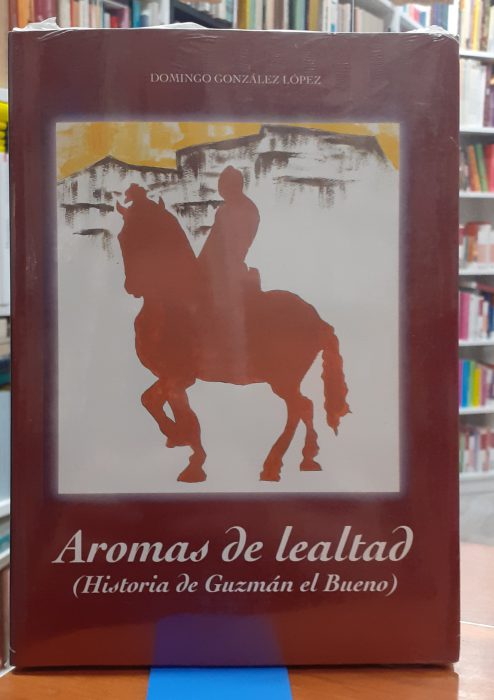 DOMINGO GONZÁLEZ LÓPEZ
Aromas de lealtad
(Historia de Guzmán el Bueno)